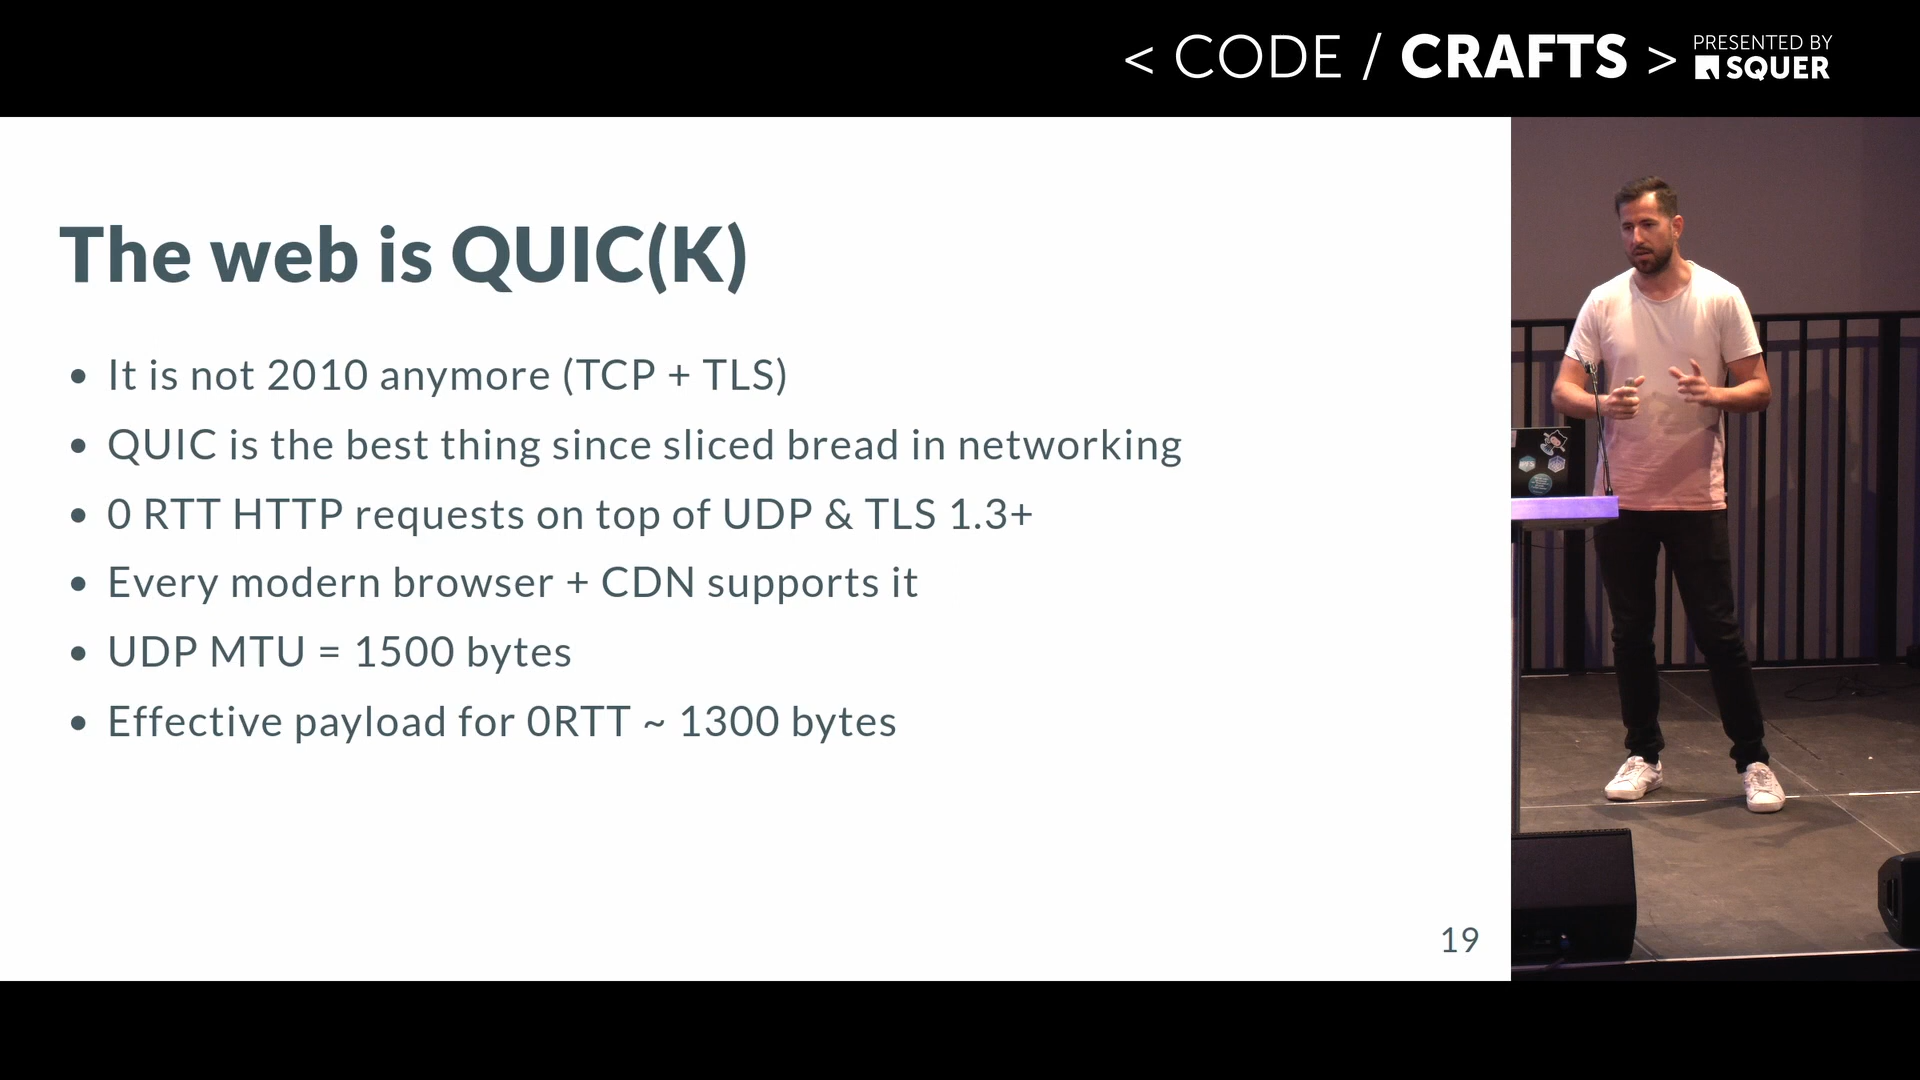 < CODE / CRAFTS >
PRESENTED BY
SQUER
The web is QUIC(K)
It is not 2010 anymore (TCP + TLS)
QUIC is the best thing since sliced bread in networking
0 RTT HTTP requests on top of UDP & TLS 1.3+
Every modern browser + CDN supports it
UDP MTU = 1500 bytes
Effective payload for 0RTT ~ 1300 bytes
19